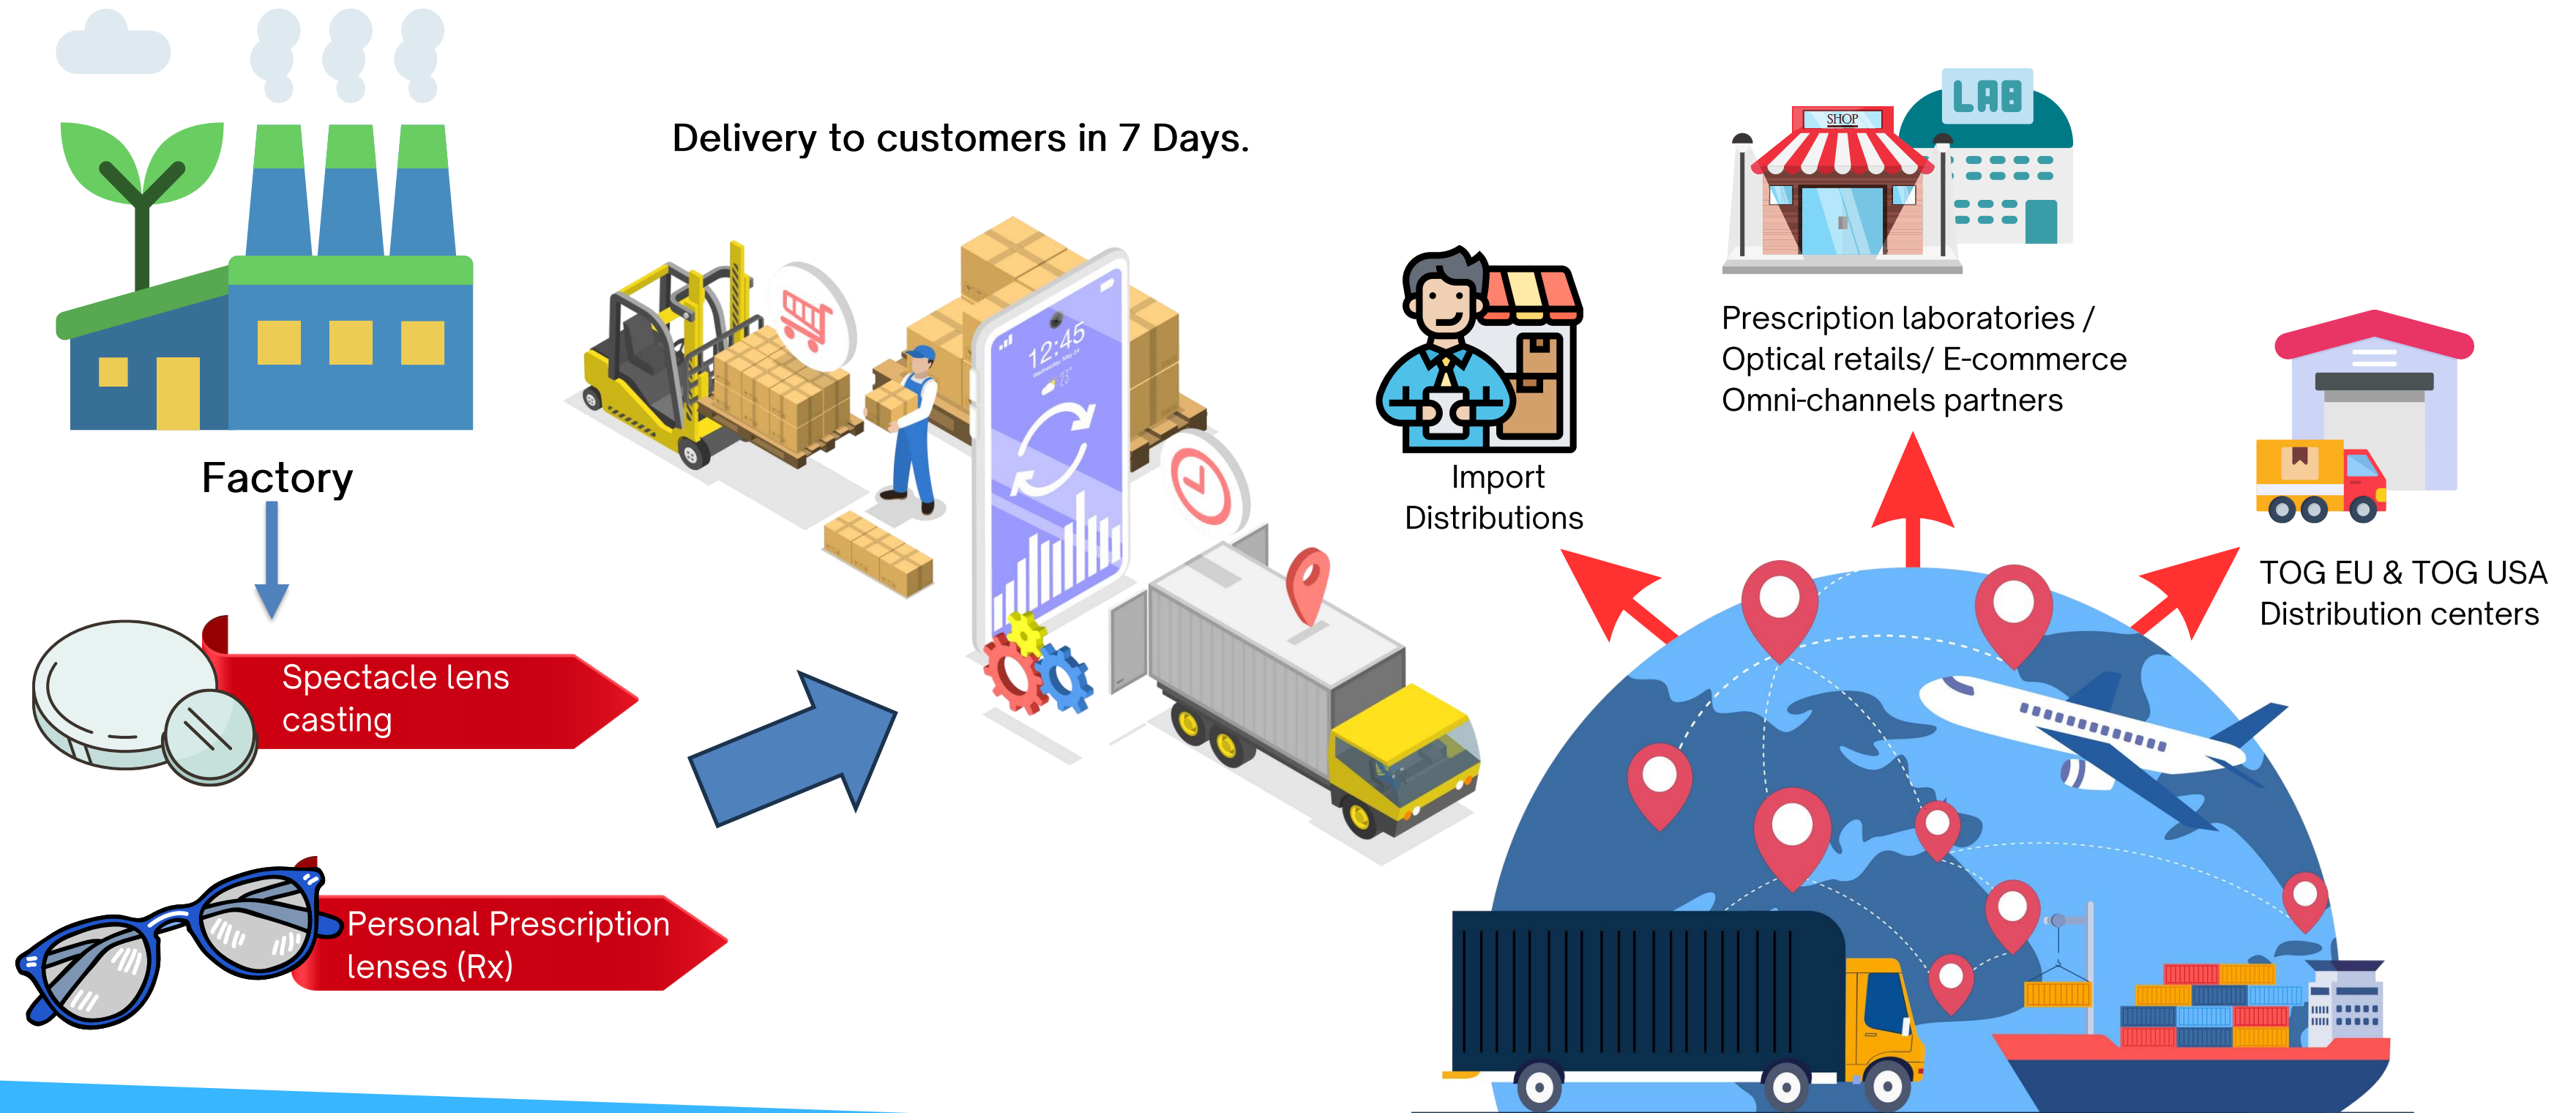 Factory
Spectacle lens
casting
Personal Prescription
lenses (Rx)
Delivery to customers in 7 Days.
12:45
23°
Import
Distributions
SHOP
LAB
Prescription laboratories /
Optical retails/ E-commerce
Omni-channels partners
TOG EU & TOG USA
Distribution centers